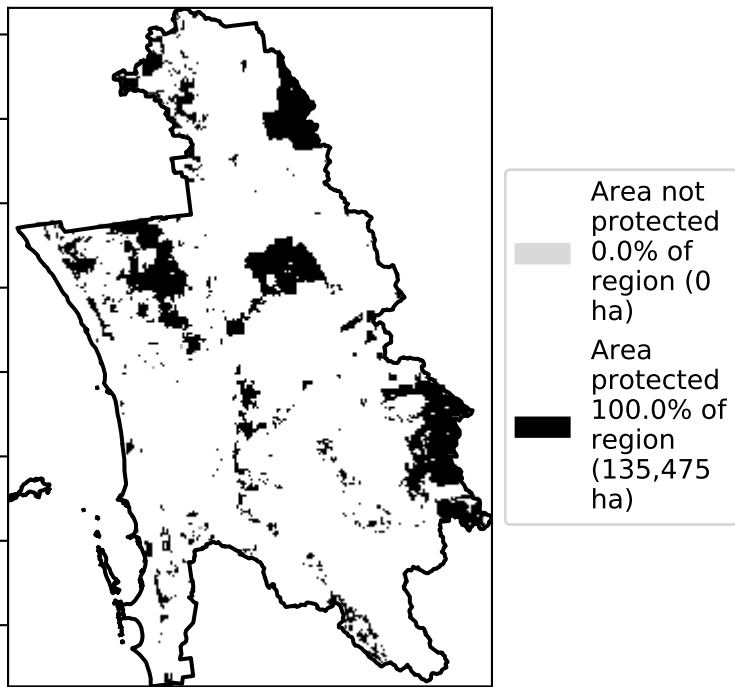 Area not
protected
0.0% of
region (0
ha)
Area
protected
100.0% of
region
(135,475
ha)